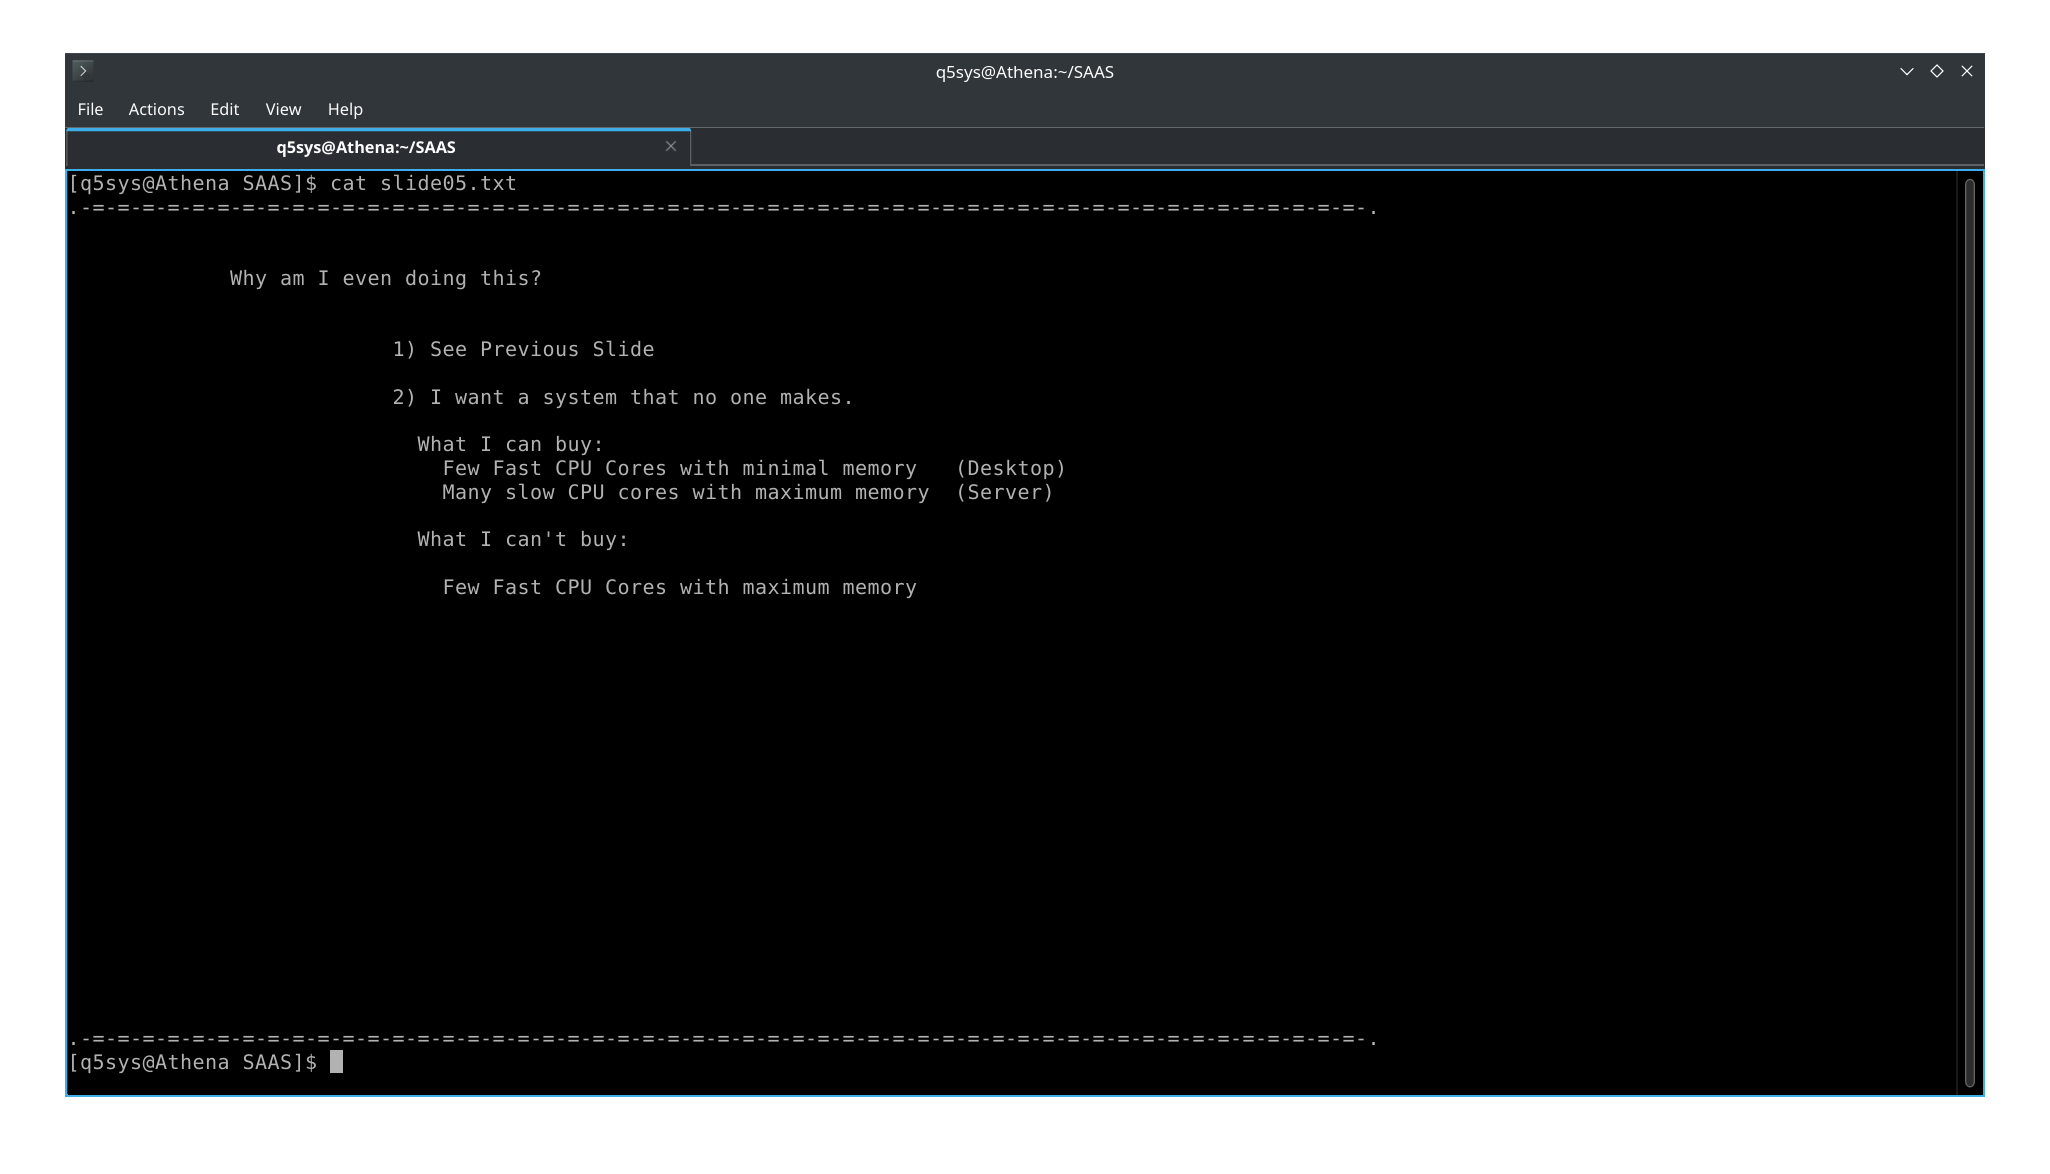 q5sys@Athena:~/SAAS
File Actions Edit View Help
q5sys@Athena:~/SAAS
[q5sys@Athena SAAS]$ cat slide05.txt
.-=-=-=-=-=-=-=-=-=-=-=-=-=-=-=-=-=-=-=-=-=-=-=-=-=-=-=-=-=-=-=-=-=-=-=-=-=-=-=-=-=-=-=-=-=-=-=-=-=-=-=-=-.
Why am I even doing this?
1) See Previous Slide
2) I want a system that no one makes.
What I can buy:
Few Fast CPU Cores with minimal memory (Desktop)
Many slow CPU cores with maximum memory (Server)
What I can't buy:
Few Fast CPU Cores with maximum memory
.-=-=-=-=-=-=-=-=-=-=-=-=-=-=-=-=-=-=-=-=-=-=-=-=-=-=-=-=-=-=-=-=-=-=-=-=-=-=-=-=-=-=-=-=-=-=-=-=-=-=-=-=-.
[q5sys@Athena SAAS]$